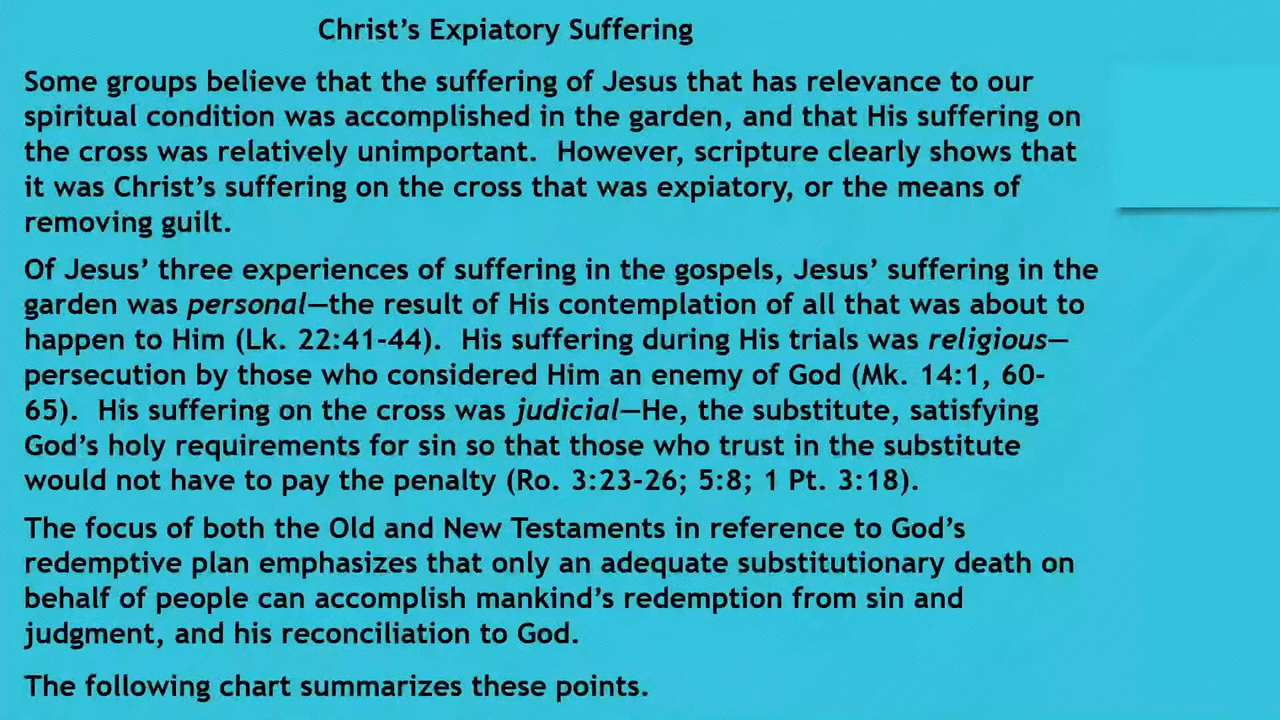 Christ’s Expiatory Suffering
Some groups believe that the suffering of Jesus that has relevance to our
spiritual condition was accomplished in the garden, and that His suffering on
the cross was relatively unimportant.  However, scripture clearly shows that
it was Christ’s suffering on the cross that was expiatory, or the means of
removing guilt.
Of Jesus’ three experiences of suffering in the gospels, Jesus’ suffering in the
garden was personal—the result of His contemplation of all that was about to
happen to Him (Lk. 22:41-44).  His suffering during His trials was religious—
persecution by those who considered Him an enemy of God (Mk. 14:1, 60-
65).  His suffering on the cross was judicial—He, the substitute, satisfying
God’s holy requirements for sin so that those who trust in the substitute
would not have to pay the penalty (Ro. 3:23-26; 5:8; 1 Pt. 3:18).
The focus of both the Old and New Testaments in reference to God’s
redemptive plan emphasizes that only an adequate substitutionary death on
behalf of people can accomplish mankind’s redemption from sin and
judgment, and his reconciliation to God.
The following chart summarizes these points.